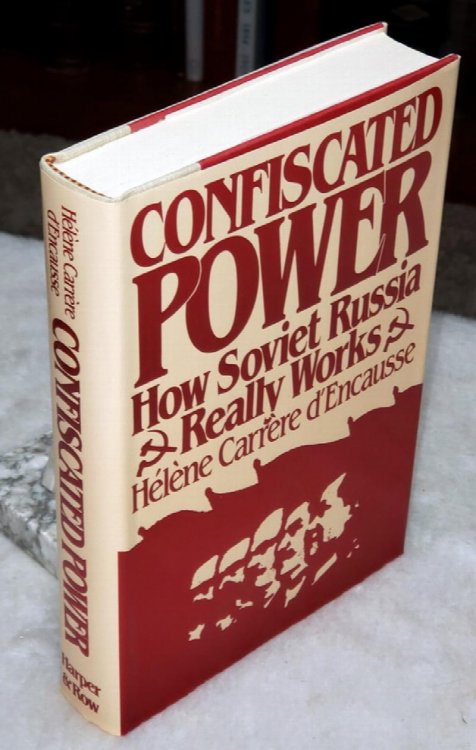 CONFISCATED
POWER
How Soviet Russia
Really Works
Hélène Carrère d'Encausse
Hélène Carrère
d'Encausse
CONFISCATED POWER
Harper
& Row